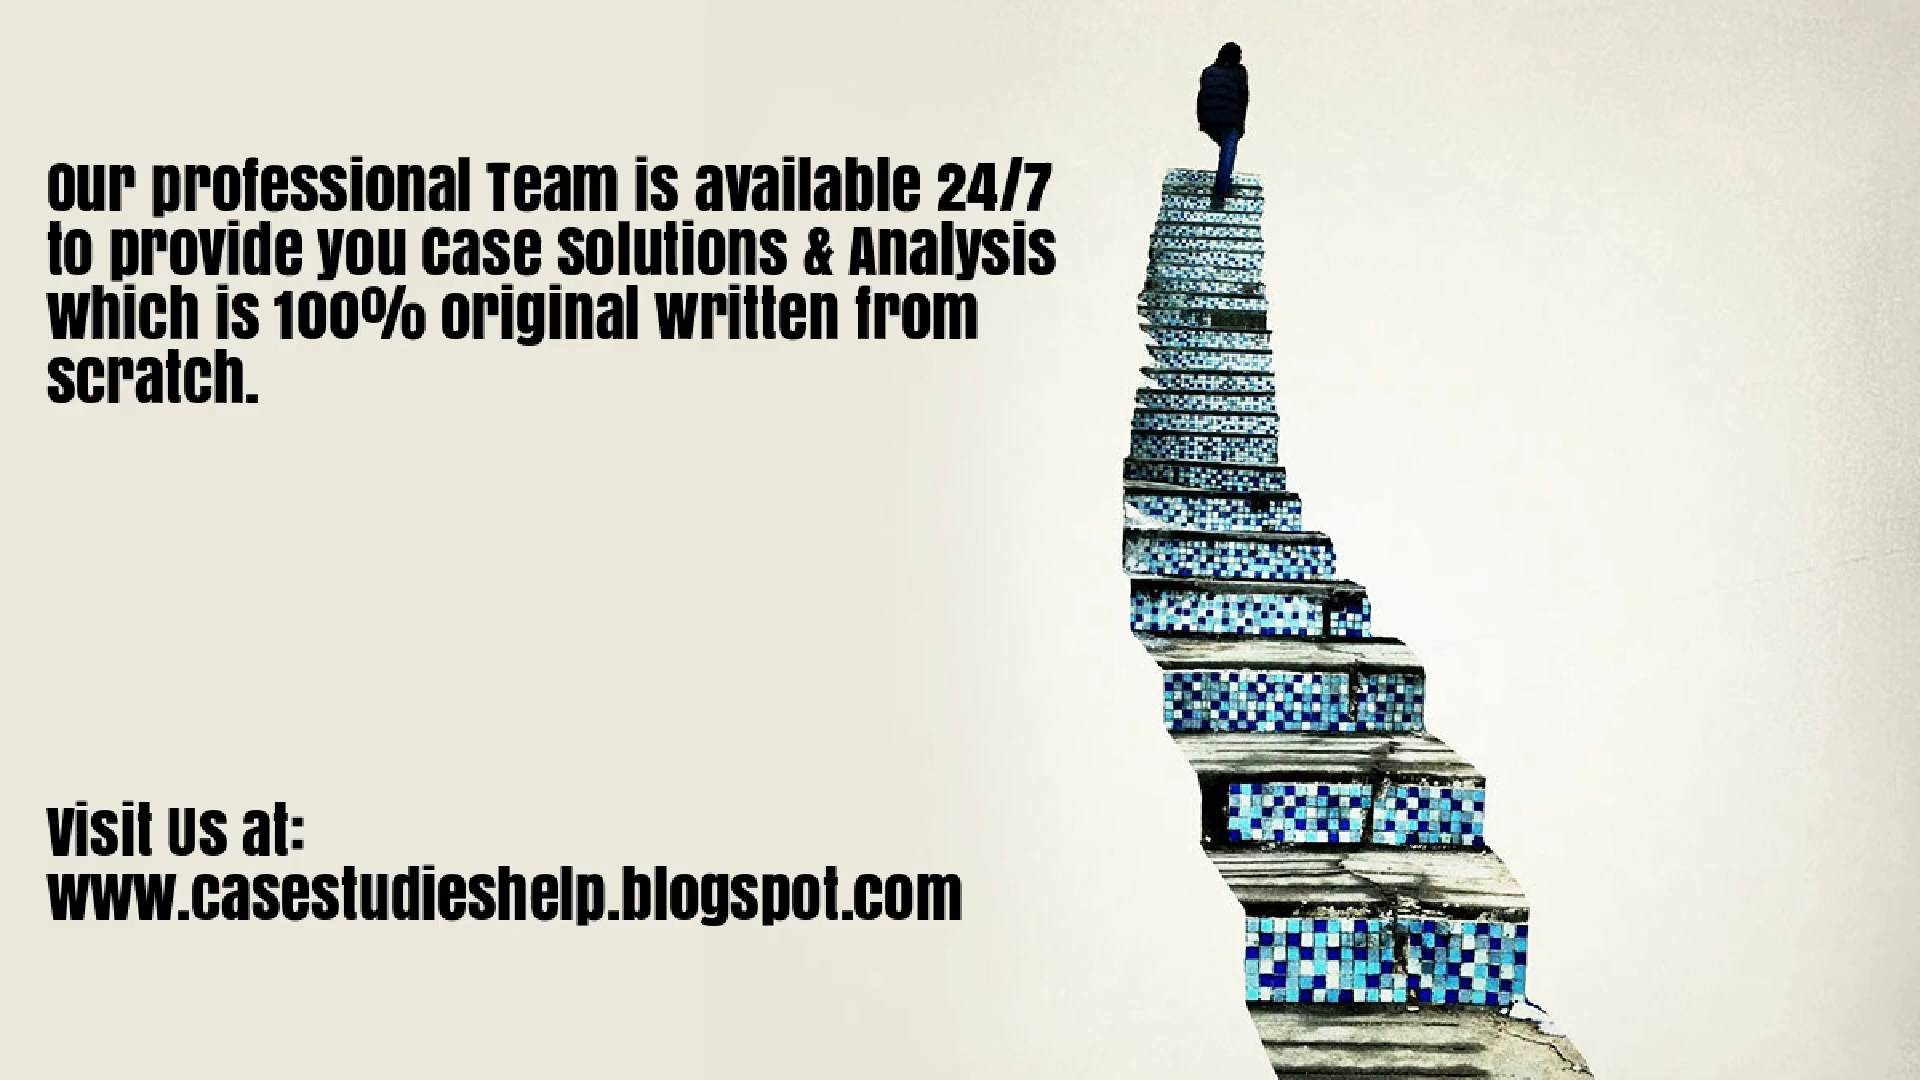 Our professional Team is available 24/7
to provide you Case Solutions & Analysis
which is 100% original written from
scratch.
Visit Us at:
www.casestudieshelp.blogspot.com